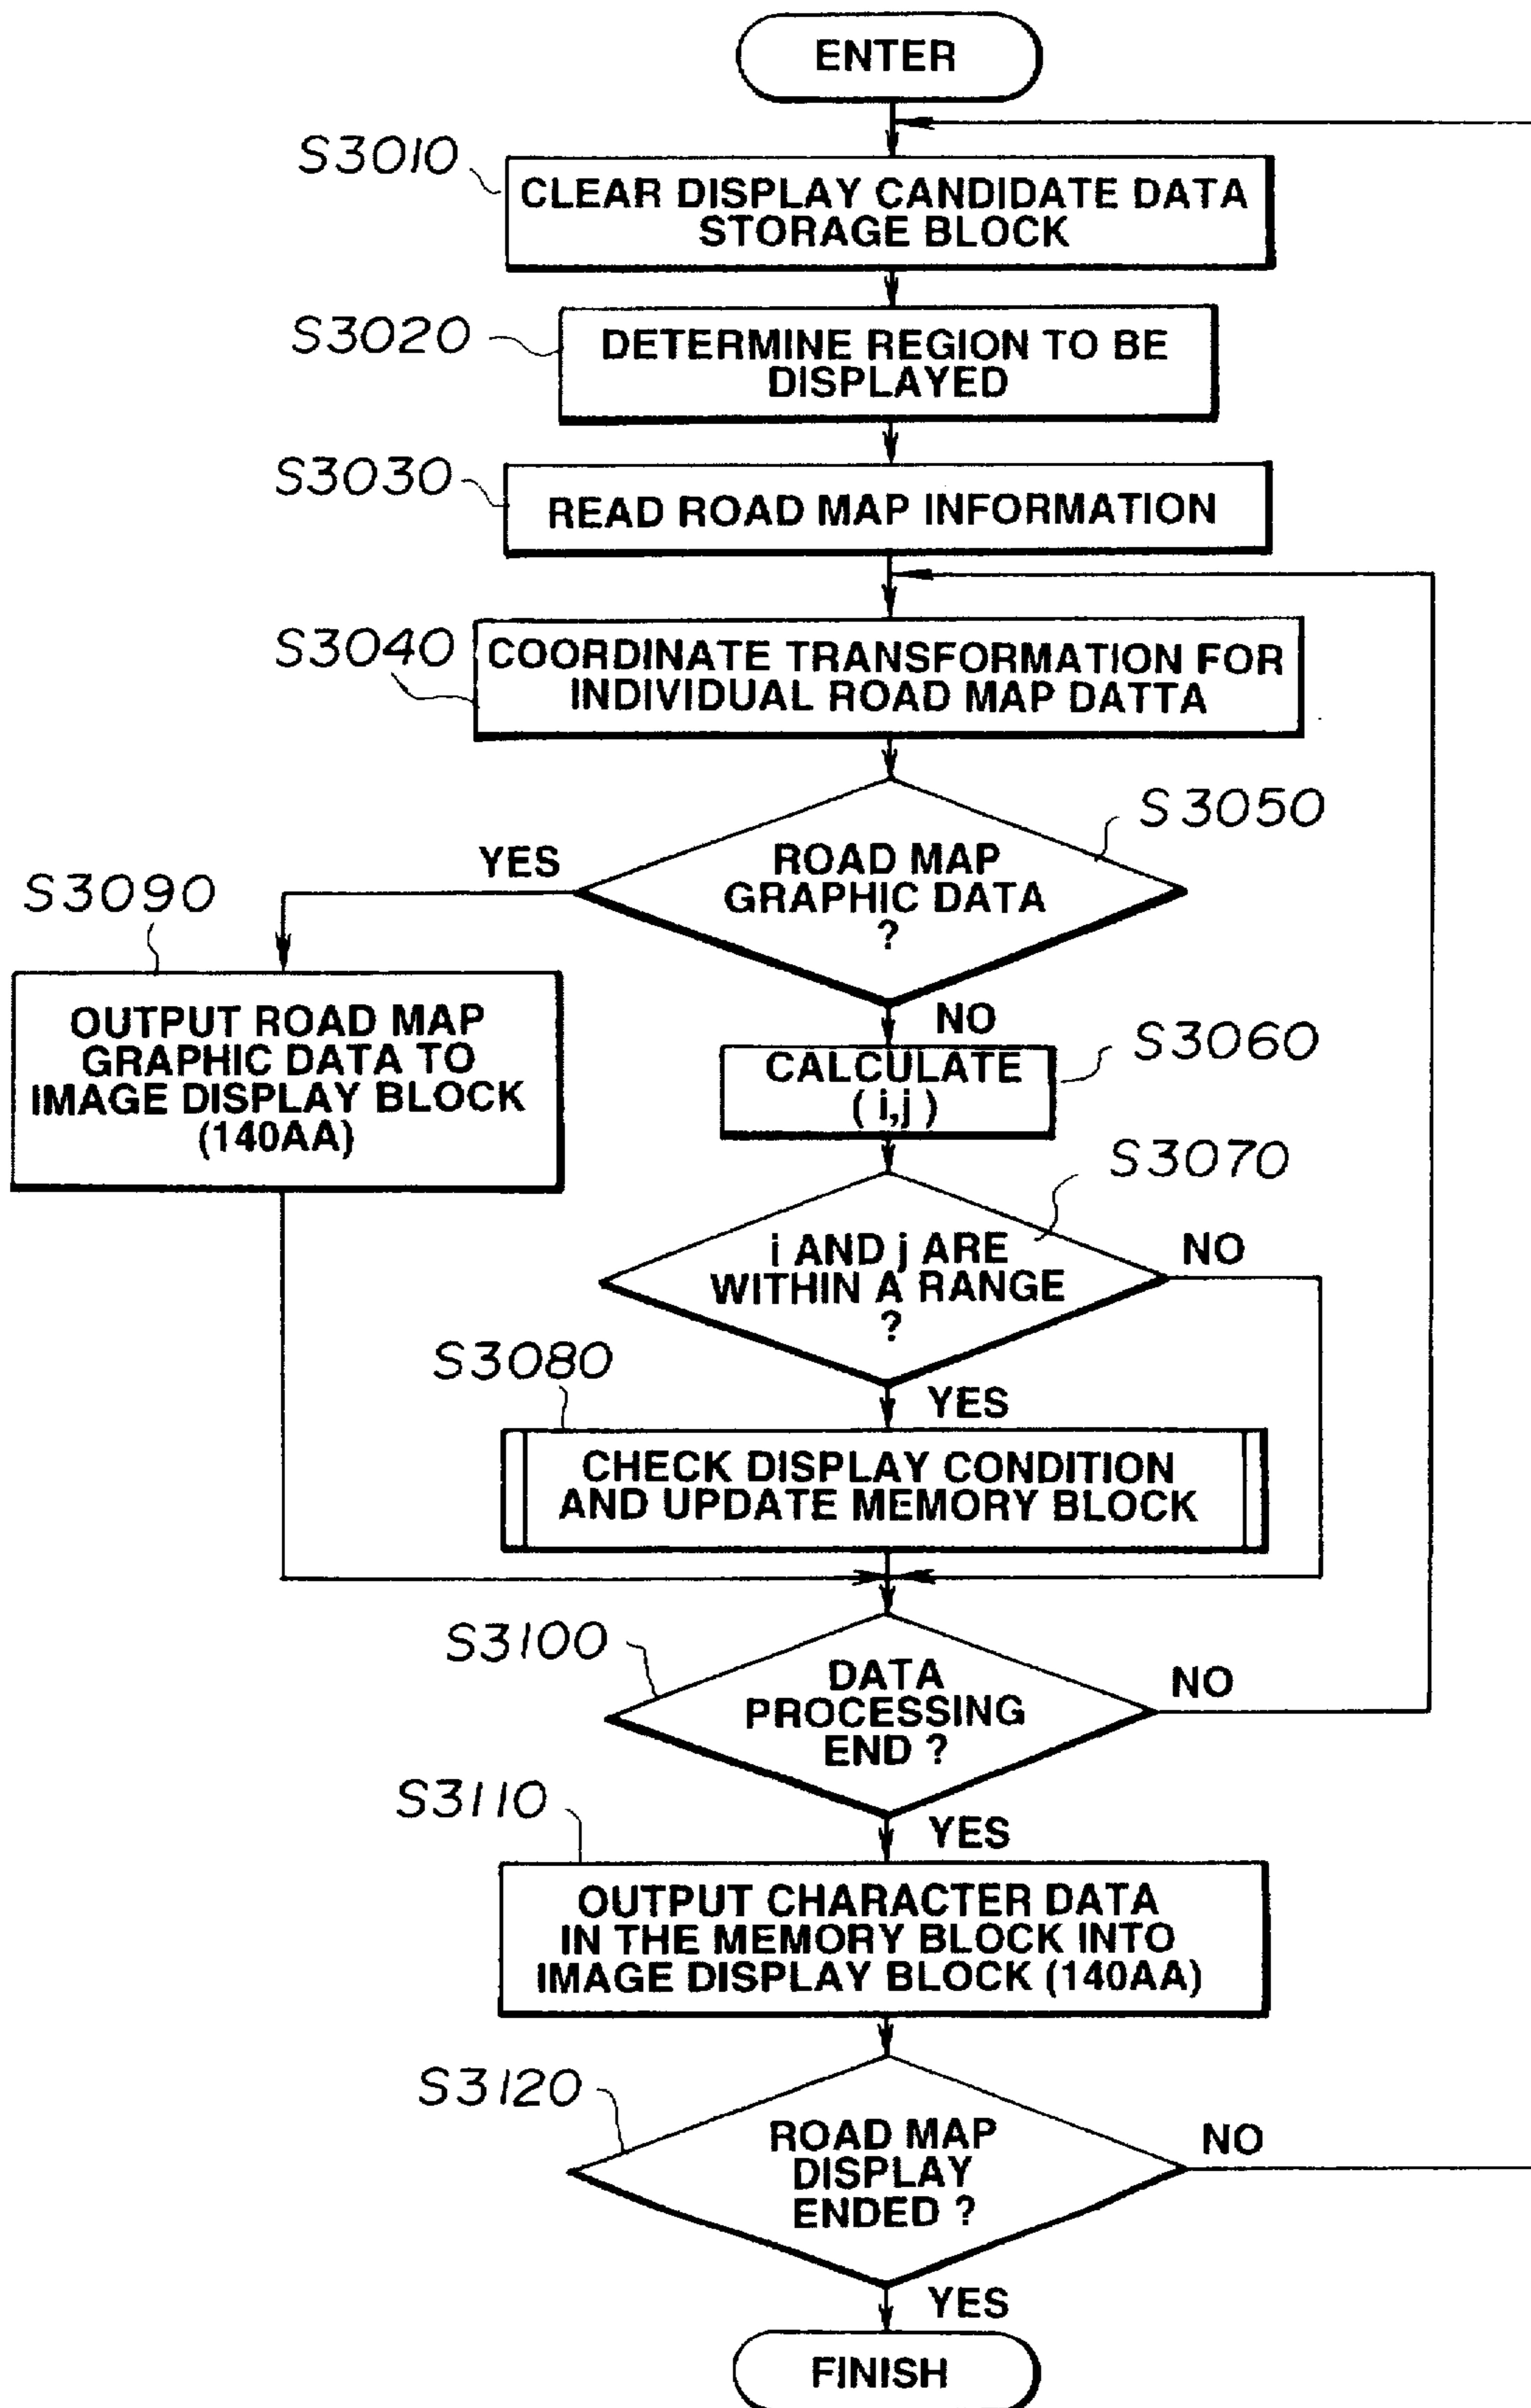 ENTER
S3010
CLEAR DISPLAY CANDIDATE DATA
STORAGE BLOCK
S3020
DETERMINE REGION TO BE
DISPLAYED
S3030
READ ROAD MAP INFORMATION
S3040
COORDINATE TRANSFORMATION FOR
INDIVIDUAL ROAD MAP DATTA
S3050
ROAD MAP
GRAPHIC DATA
?
YES
NO
S3090
OUTPUT ROAD MAP
GRAPHIC DATA TO
IMAGE DISPLAY BLOCK
(140AA)
S3060
CALCULATE
( i,j )
S3070
i AND j ARE
WITHIN A RANGE
?
NO
YES
S3080
CHECK DISPLAY CONDITION
AND UPDATE MEMORY BLOCK
S3100
DATA
PROCESSING
END ?
NO
YES
S3110
OUTPUT CHARACTER DATA
IN THE MEMORY BLOCK INTO
IMAGE DISPLAY BLOCK (140AA)
S3120
ROAD MAP
DISPLAY
ENDED ?
NO
YES
FINISH